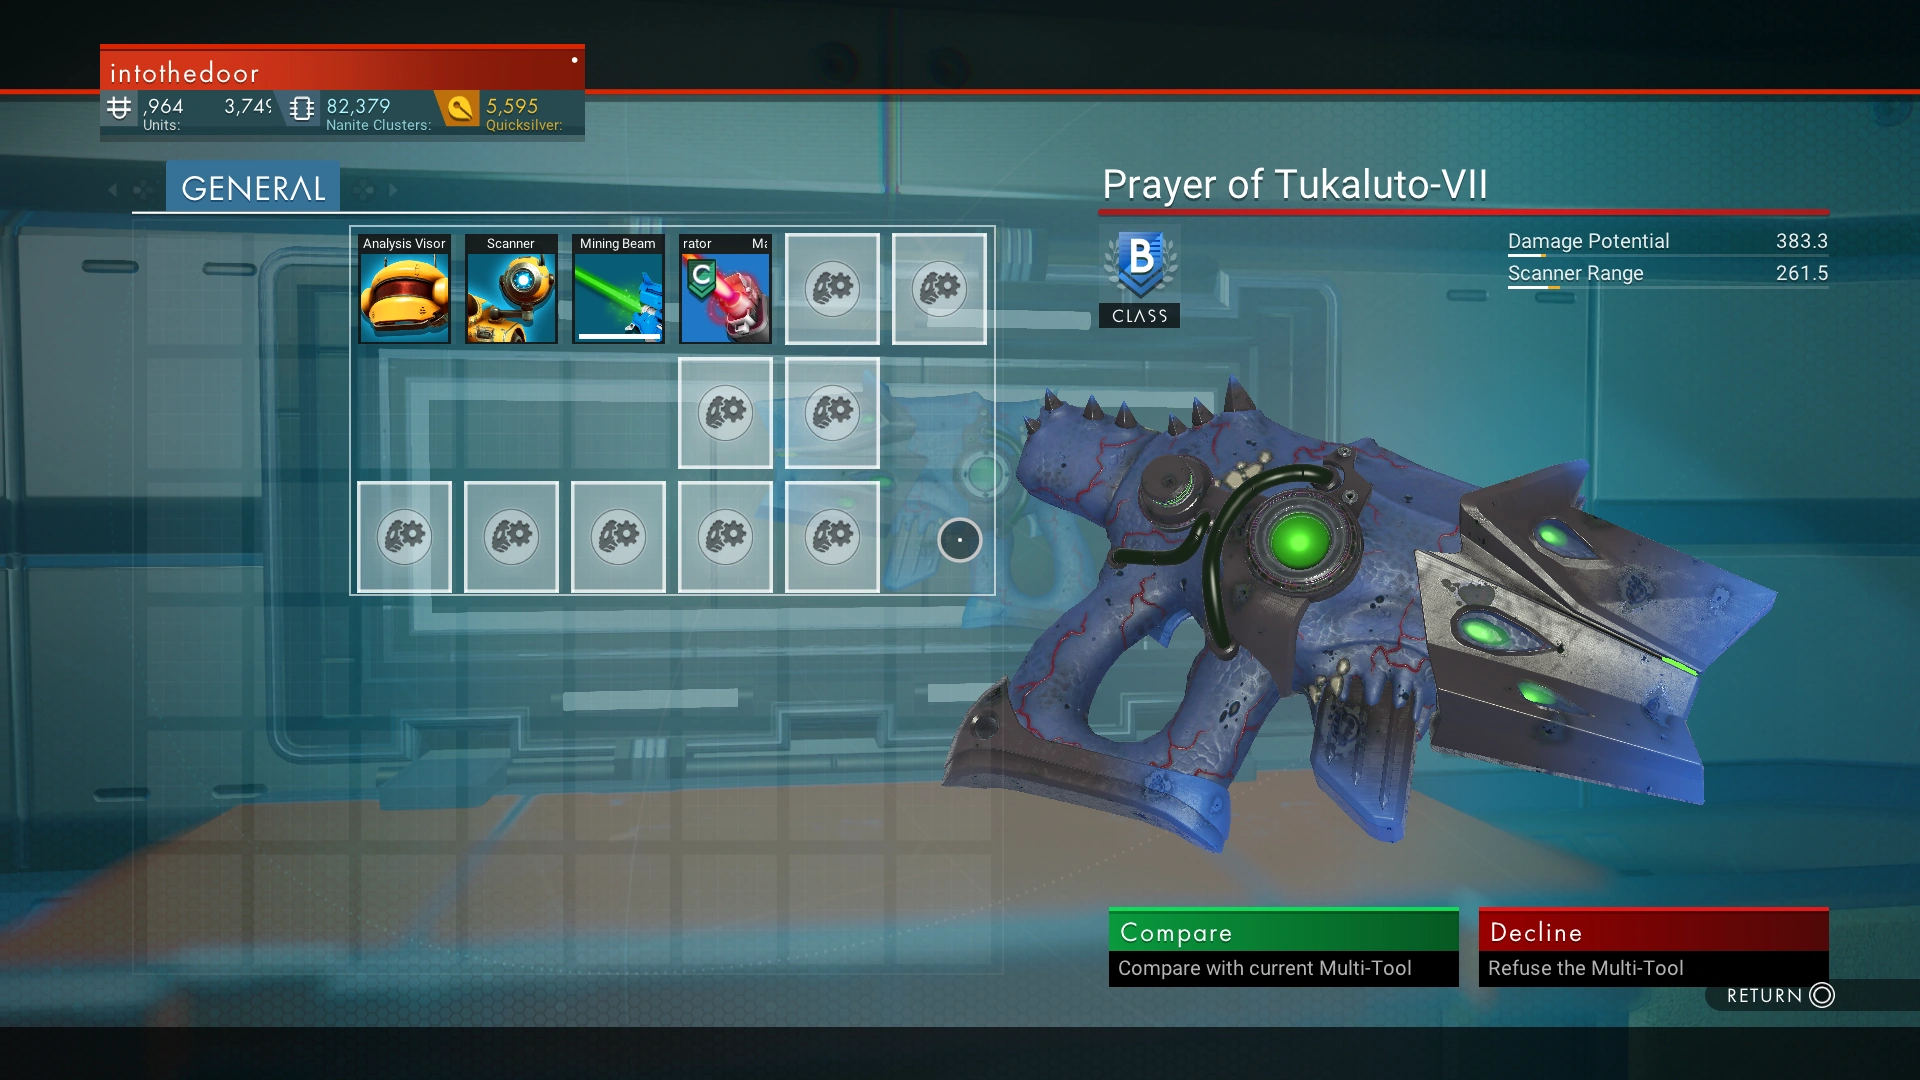 intothedoor
,964 3,749
Units:
82,379
Nanite Clusters:
5,595
Quicksilver:
GENERAL
Analysis Visor
Scanner
Mining Beam
rator Ma
C
Prayer of Tukaluto-VII
B
CLASS
Damage Potential 383.3
Scanner Range 261.5
Compare
Compare with current Multi-Tool
Decline
Refuse the Multi-Tool
RETURN